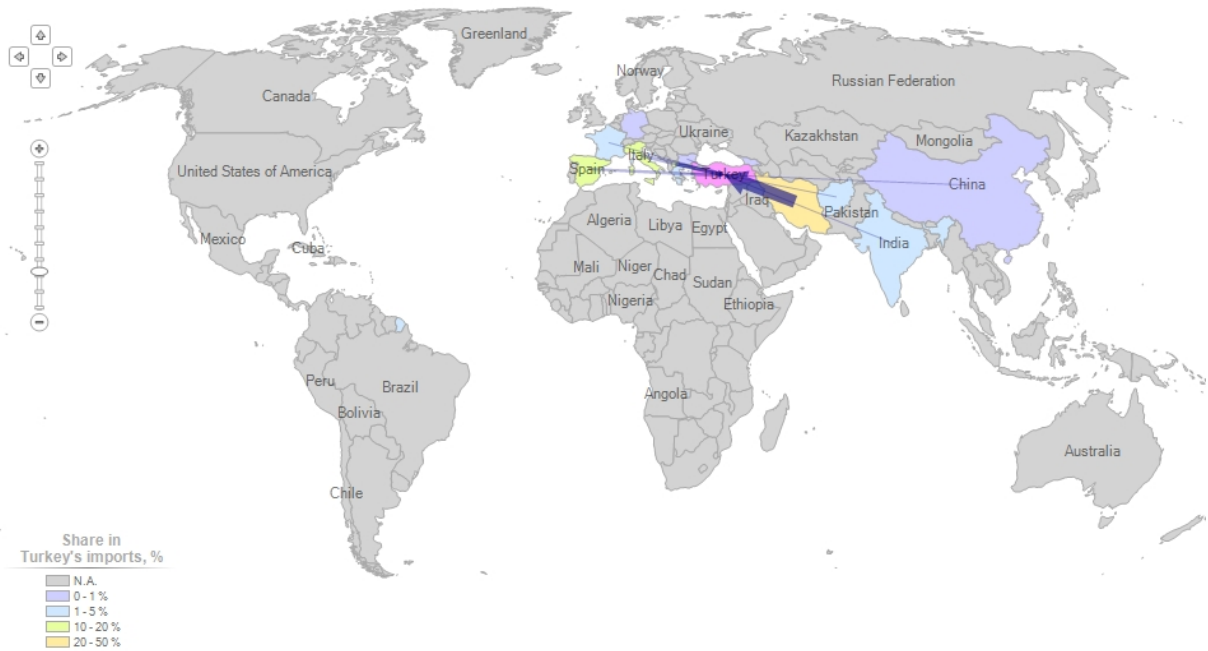 Greenland
Norway
Russian Federation
Canada
Ukraine
Kazakhstan
Mongolia
Italy
United States of America
Spain
Turkey
China
Iraq
Pakistan
Mexico
Cuba
Algeria
Libya
Egypt
India
Mali
Niger
Chad
Sudan
Nigeria
Ethiopia
Peru
Brazil
Angola
Bolivia
Australia
Chile
Share in
Turkey's imports, %
N.A.
0 - 1 %
1 - 5 %
10 - 20 %
20 - 50 %